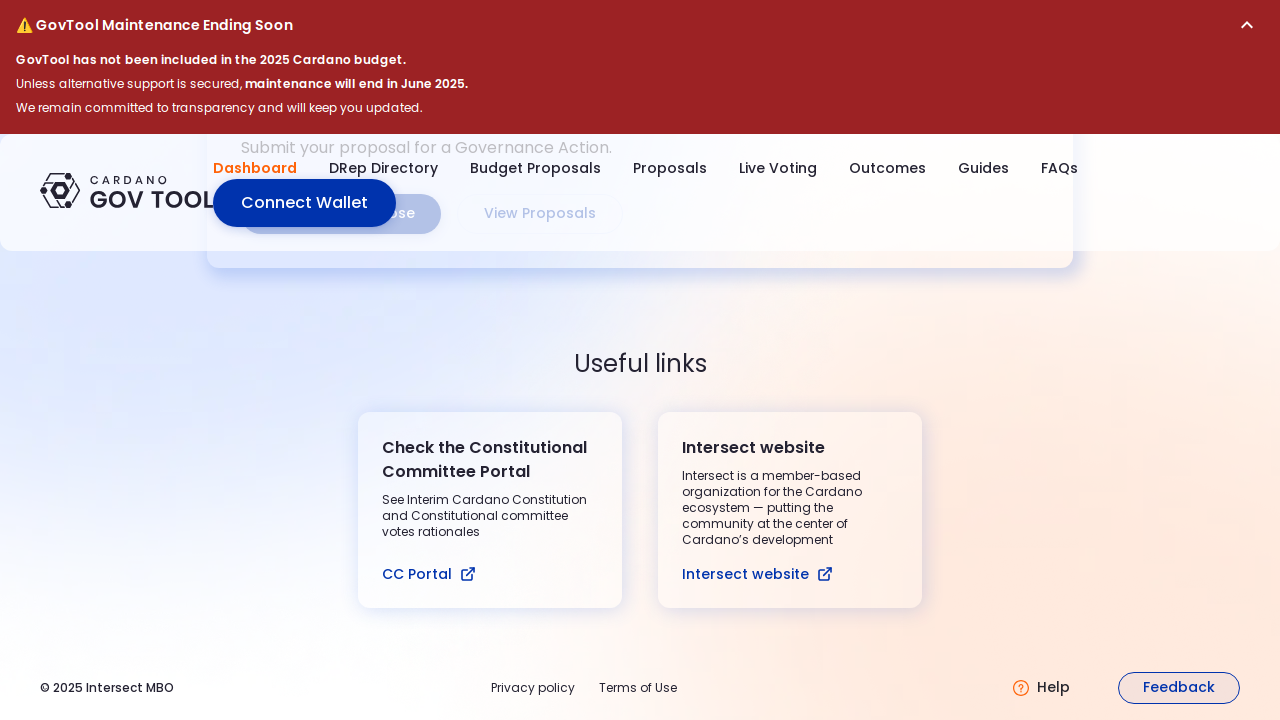 ⚠️ GovTool Maintenance Ending Soon
GovTool has not been included in the 2025 Cardano budget.
Unless alternative support is secured, maintenance will end in June 2025.
We remain committed to transparency and will keep you updated.
Submit your proposal for a Governance Action.
CARDANO
GOV TOOL
Dashboard
DRep Directory
Budget Proposals
Proposals
Live Voting
Outcomes
Guides
FAQs
Connect Wallet
View Proposals
Useful links
Check the Constitutional
Committee Portal
See Interim Cardano Constitution
and Constitutional committee
votes rationales
CC Portal
Intersect website
Intersect is a member-based
organization for the Cardano
ecosystem — putting the
community at the center of
Cardano’s development
Intersect website
© 2025 Intersect MBO
Privacy policy
Terms of Use
Help
Feedback